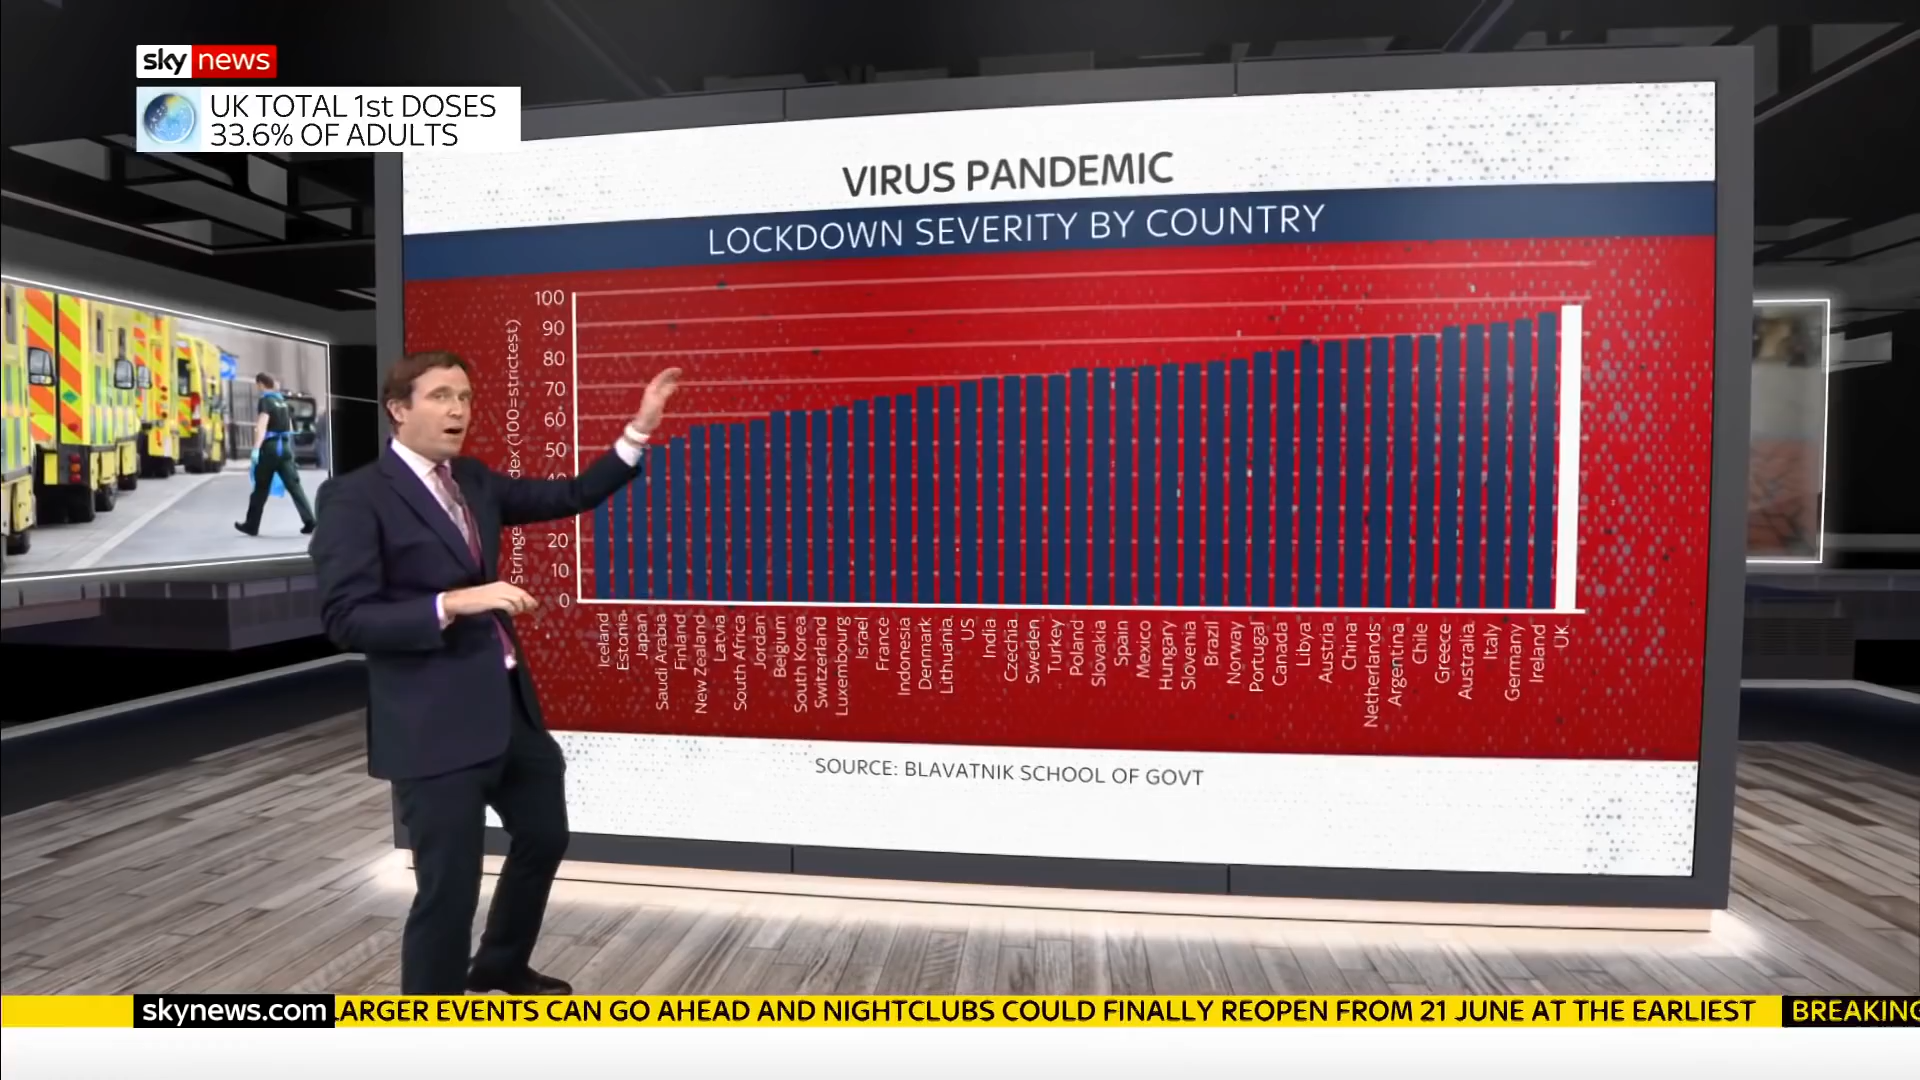 sky news
UK TOTAL 1st DOSES
33.6% OF ADULTS
VIRUS PANDEMIC
LOCKDOWN SEVERITY BY COUNTRY
100
90
80
70
60
50
20
10
0
(100=strictest)
Iceland
Estonia
Japan
Saudi Arabia
Finland
New Zealand
Latvia
South Africa
Jordan
Belgium
South Korea
Switzerland
Luxembourg
Israel
France
Indonesia
Denmark
Lithuania
US
India
Czechia
Sweden
Turkey
Poland
Slovakia
Spain
Mexico
Hungary
Slovenia
Brazil
Norway
Portugal
Canada
Libya
Austria
China
Netherlands
Argentina
Chile
Greece
Australia
Italy
Germany
Ireland
UK
SOURCE: BLAVATNIK SCHOOL OF GOVT
skynews.com ARGER EVENTS CAN GO AHEAD AND NIGHTCLUBS COULD FINALLY REOPEN FROM 21 JUNE AT THE EARLIEST BREAKING